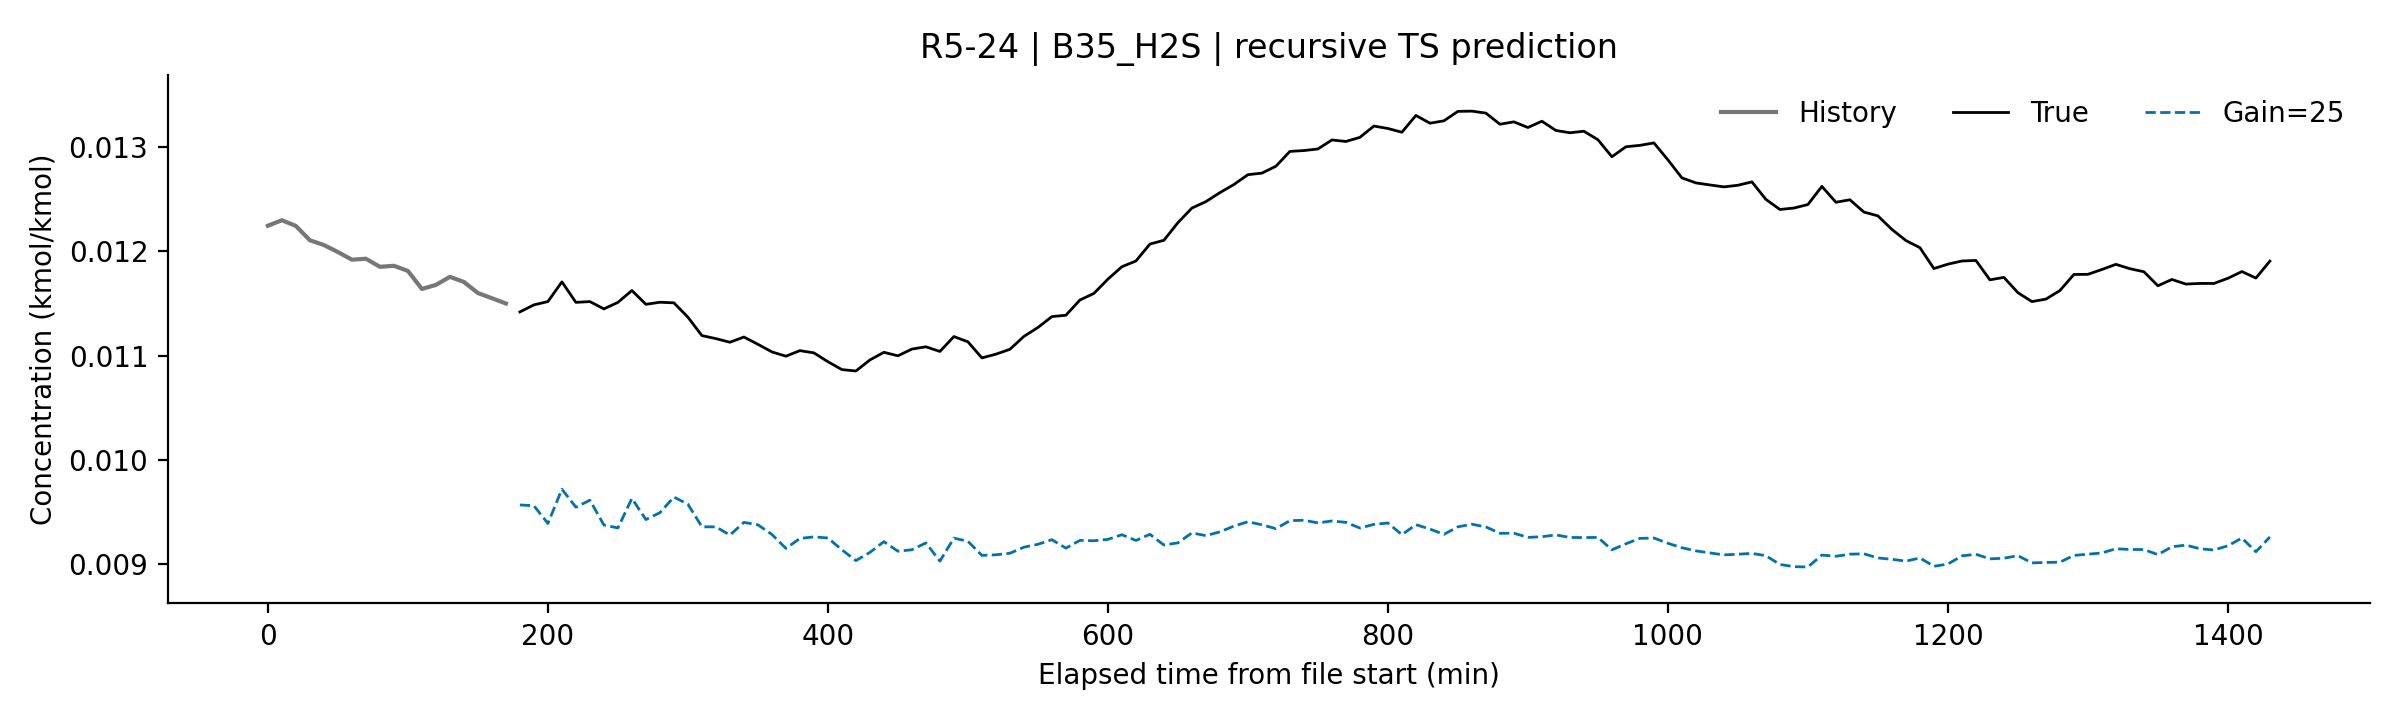 R5-24 | B35_H2S | recursive TS prediction
History True Gain=25
Concentration (kmol/kmol)
0.013
0.012
0.011
0.010
0.009
0 200 400 600 800 1000 1200 1400
Elapsed time from file start (min)